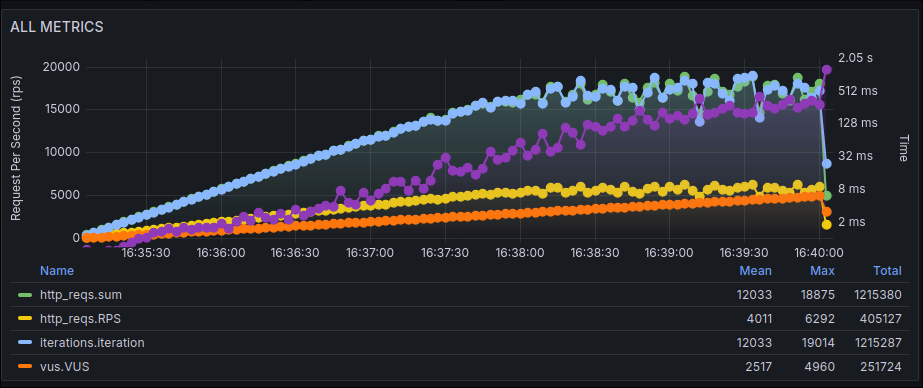 ALL METRICS
Request Per Second (rps)
20000
15000
10000
5000
0
2.05 s
512 ms
128 ms
32 ms
8 ms
2 ms
Time
16:35:30 16:36:00 16:36:30 16:37:00 16:37:30 16:38:00 16:38:30 16:39:00 16:39:30 16:40:00
Name Mean Max Total
http_reqs.sum 12033 18875 1215380
http_reqs.RPS 4011 6292 405127
iterations.iteration 12033 19014 1215287
vus.VUS 2517 4960 251724